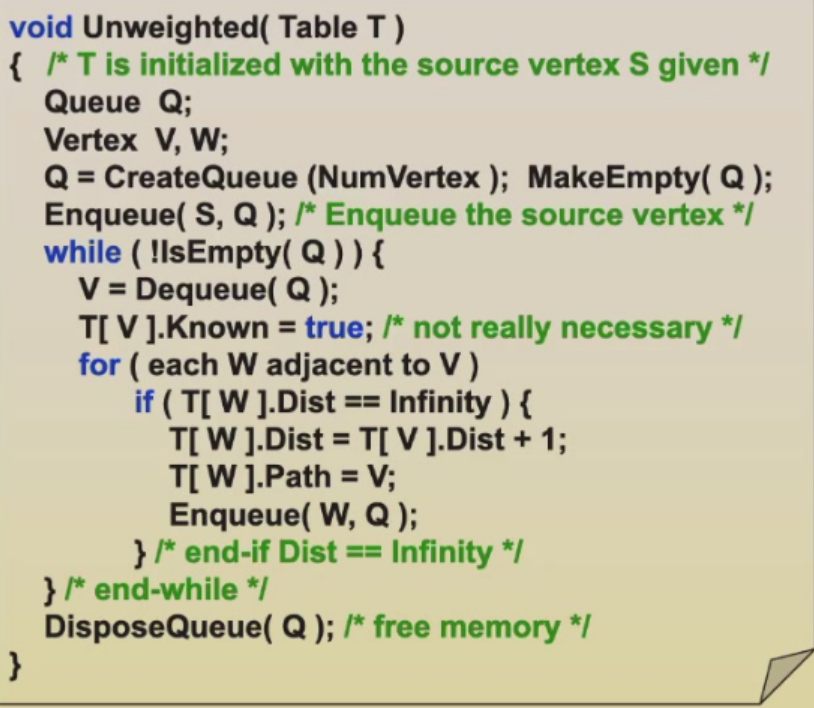 void Unweighted( Table T )
{ /* T is initialized with the source vertex S given */
Queue Q;
Vertex V, W;
Q = CreateQueue (NumVertex ); MakeEmpty( Q );
Enqueue( S, Q ); /* Enqueue the source vertex */
while ( !IsEmpty( Q ) ) {
V = Dequeue( Q );
T[ V ].Known = true; /* not really necessary */
for ( each W adjacent to V )
if ( T[ W ].Dist == Infinity ) {
T[ W ].Dist = T[ V ].Dist + 1;
T[ W ].Path = V;
Enqueue( W, Q );
} /* end-if Dist == Infinity */
} /* end-while */
DisposeQueue( Q ); /* free memory */
}